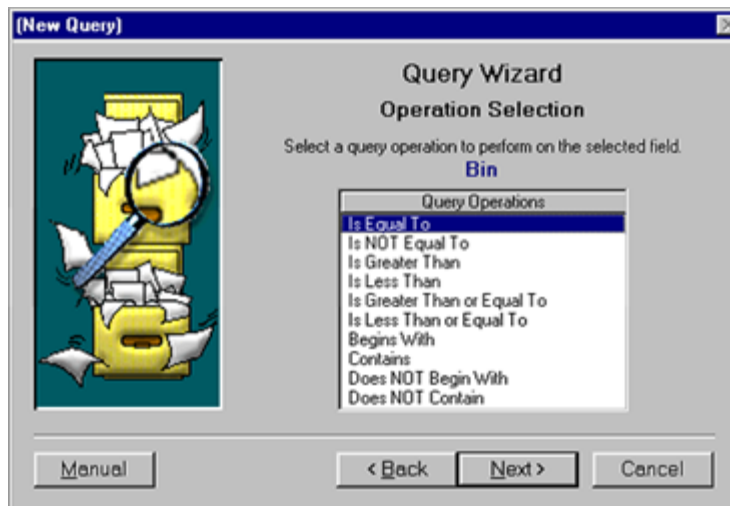 (New Query)
Query Wizard
Operation Selection
Select a query operation to perform on the selected field.
Bin
Query Operations
Is Equal To
Is NOT Equal To
Is Greater Than
Is Less Than
Is Greater Than or Equal To
Is Less Than or Equal To
Begins With
Contains
Does NOT Begin With
Does NOT Contain
Manual
< Back
Next >
Cancel